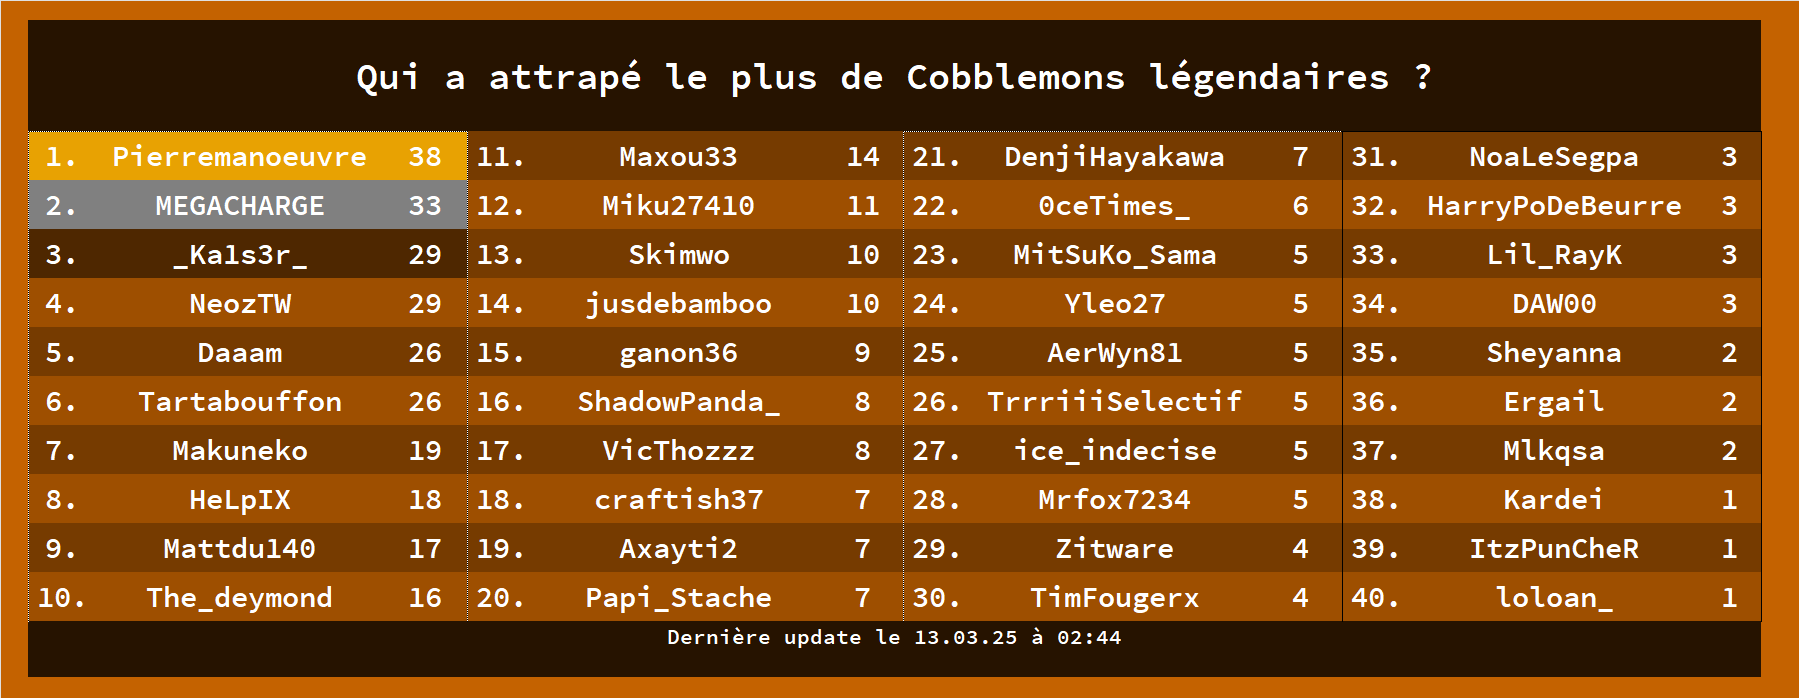 Qui a attrapé le plus de Cobblemons légendaires ?
1. Pierremanoeuvre 38
2. MEGACHARGE 33
3. _Kals3r_ 29
4. NeozTW 29
5. Daaam 26
6. Tartabouffon 26
7. Makuneko 19
8. HeLpIX 18
9. Mattdu140 17
10. The_deymond 16
11. Maxou33 14
12. Miku27410 11
13. Skimwo 10
14. jusdebamboo 10
15. ganon36 9
16. ShadowPanda_ 8
17. VicThozzz 8
18. craftish37 7
19. Axayti2 7
20. Papi_Stache 7
21. DenjiHayakawa 7
22. 0ceTimes_ 6
23. MitSuKo_Sama 5
24. Yleo27 5
25. AerWyn81 5
26. TrrriiiSelectif 5
27. ice_indecise 5
28. Mrfox7234 5
29. Zitware 4
30. TimFougerx 4
31. NoaLeSegpa 3
32. HarryPoDeBeurre 3
33. Lil_RayK 3
34. DAW00 3
35. Sheyanna 2
36. Ergail 2
37. Mlkqsa 2
38. Kardei 1
39. ItzPunCheR 1
40. loloan_ 1
Dernière update le 13.03.25 à 02:44